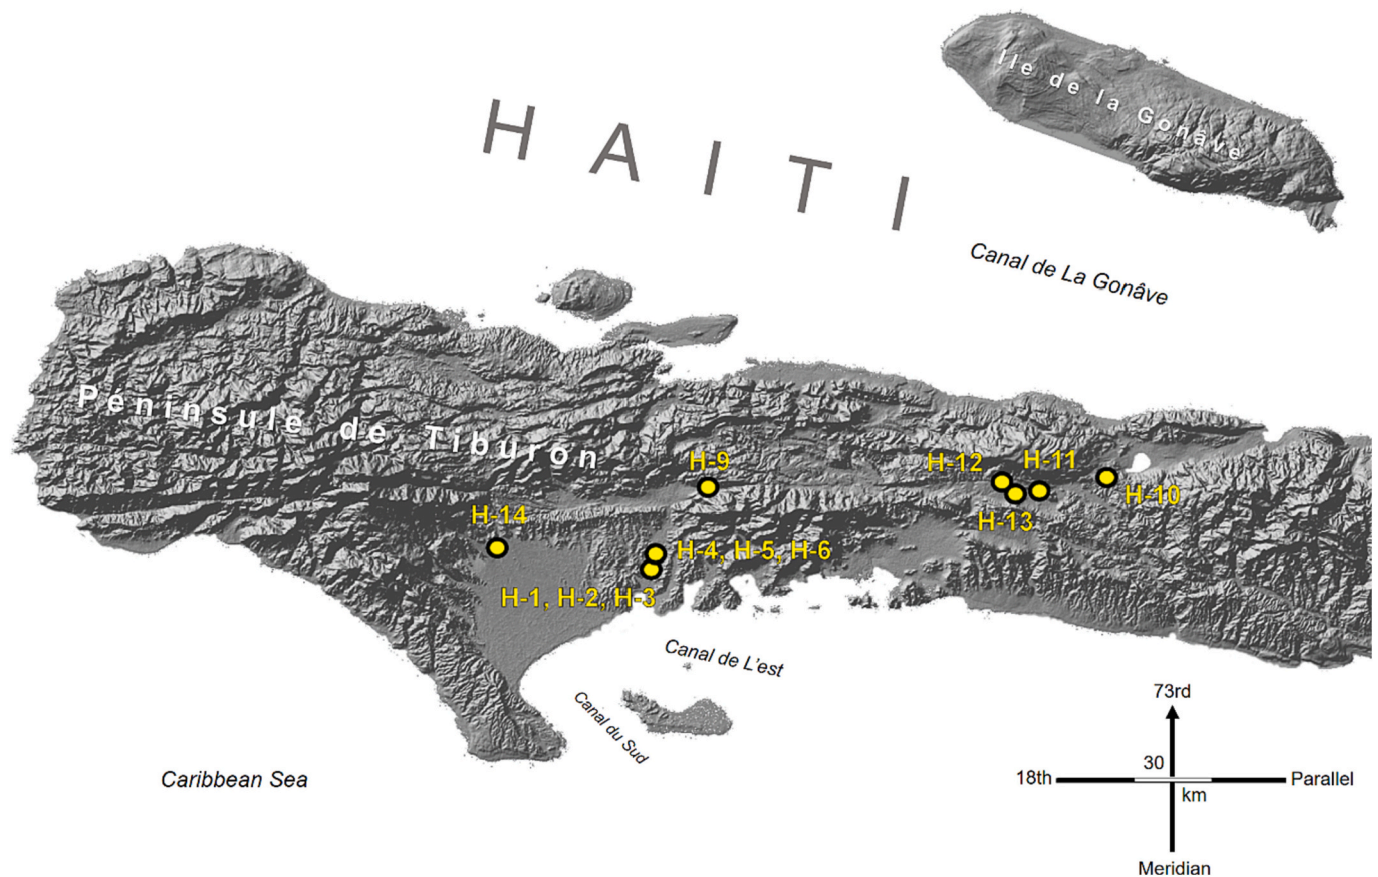 Ile de la Gonâve
HAITI
Canal de La Gonâve
Péninsule de Tiburon
H-9
H-12
H-11
H-10
H-13
H-14
H-4, H-5, H-6
H-1, H-2, H-3
Canal de L'est
Canal du Sud
Caribbean Sea
73rd
30
18th
Parallel
km
Meridian